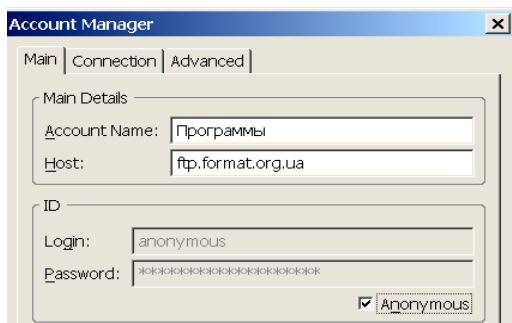 Account Manager
Main Connection Advanced
Main Details
Account Name: Программы
Host: ftp.format.org.ua
ID
Login: anonymous
Password: *********************
Anonymous